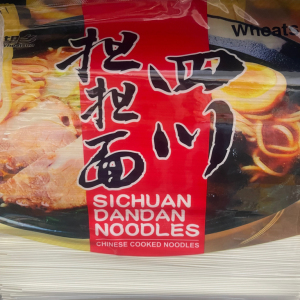 Wheat
四川
担担面
SICHUAN
DANDAN
NOODLES
CHINESE COOKED NOODLES